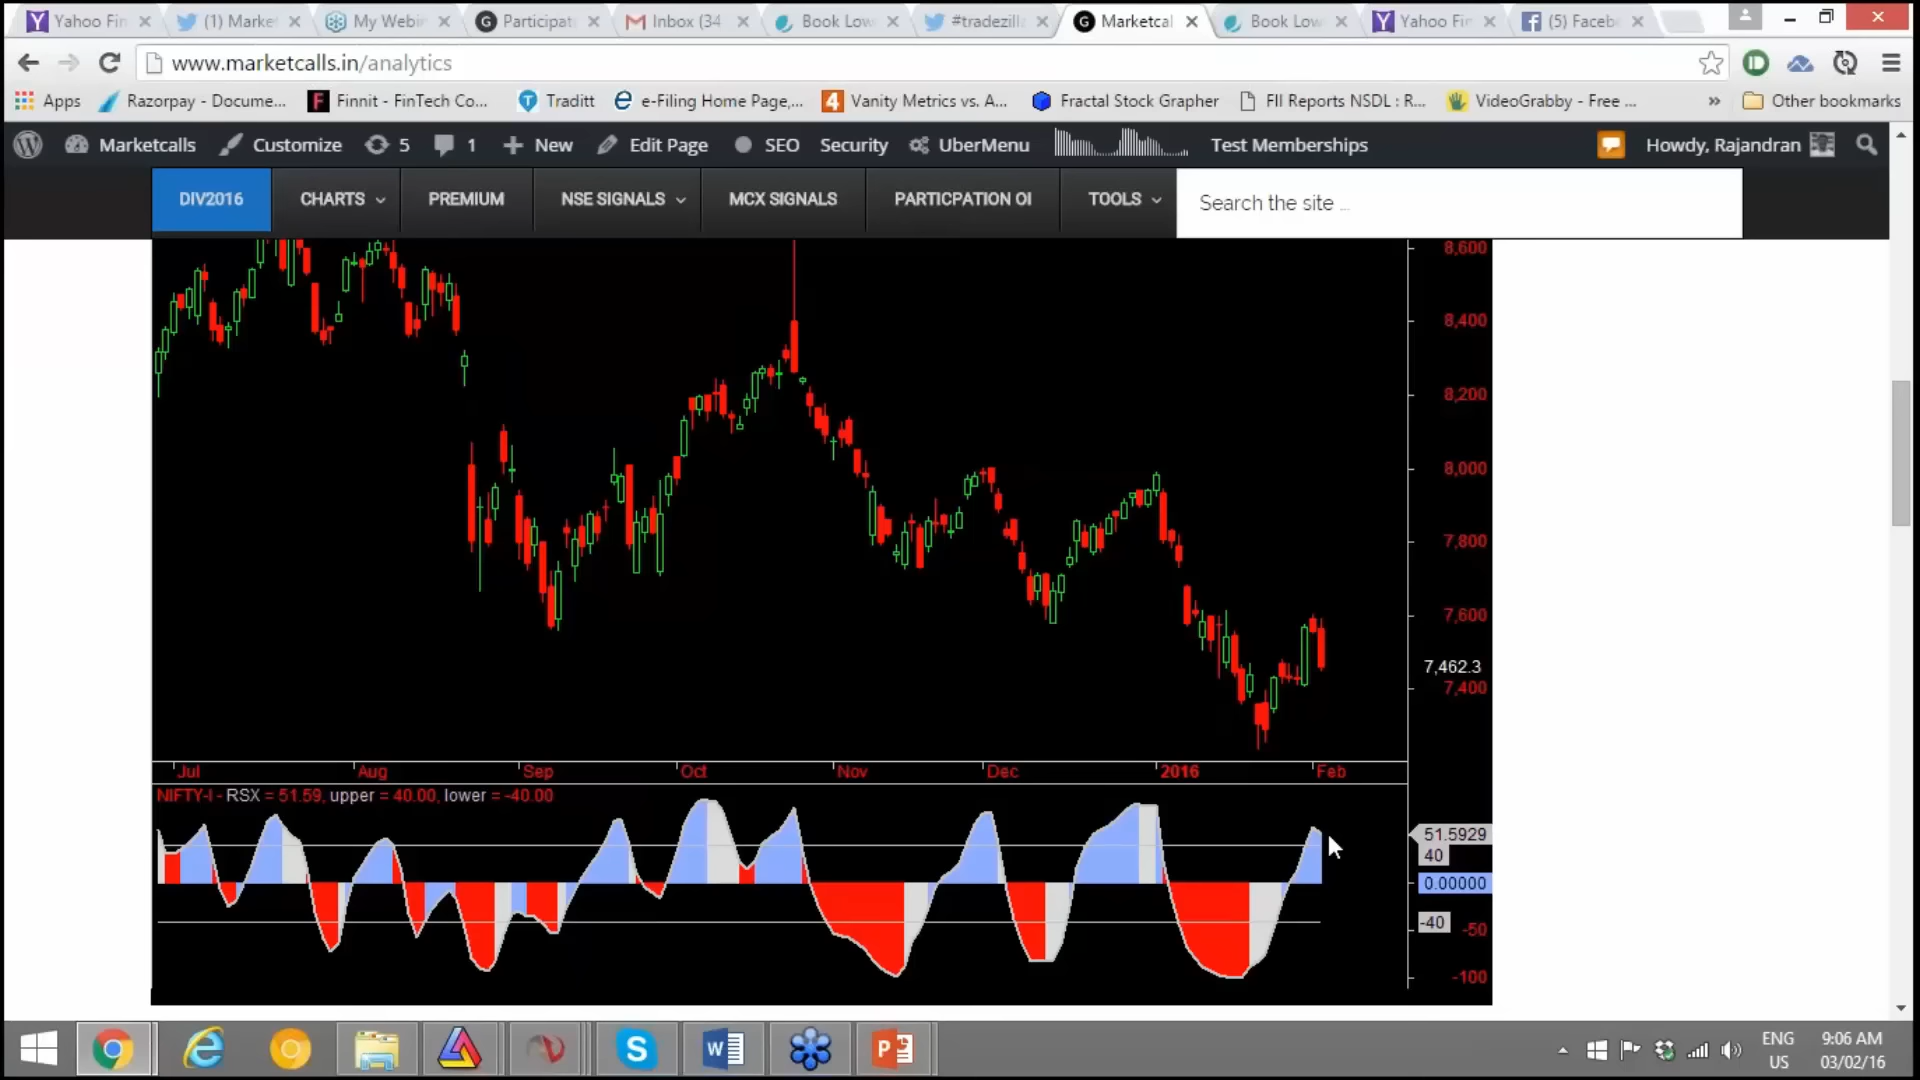 Yahoo Fin
(1) Marke
My Webin
Participat
Inbox (34
Book Low
#tradezilla
Marketcal
Book Low
Yahoo Fin
(5) Faceb
www.marketcalls.in/analytics
Apps
Razorpay - Docume...
Finnit - FinTech Co...
Traditt
e-Filing Home Page,...
Vanity Metrics vs. A...
Fractal Stock Grapher
FII Reports NSDL : R...
VideoGrabby - Free ...
»
Other bookmarks
Marketcalls
Customize
5
1
New
Edit Page
SEO
Security
UberMenu
Test Memberships
Howdy, Rajandran
DIV2016
CHARTS
PREMIUM
NSE SIGNALS
MCX SIGNALS
PARTICPATION OI
TOOLS
Search the site ...
8,600
8,400
8,200
8,000
7,800
7,600
7,462.3
7,400
Jul
Aug
Sep
Oct
Nov
Dec
2016
Feb
NIFTY-I - RSX = 51.59, upper = 40.00, lower = -40.00
51.5929
40
0.00000
-40
-50
-100
ENG
US
9:06 AM
03/02/16